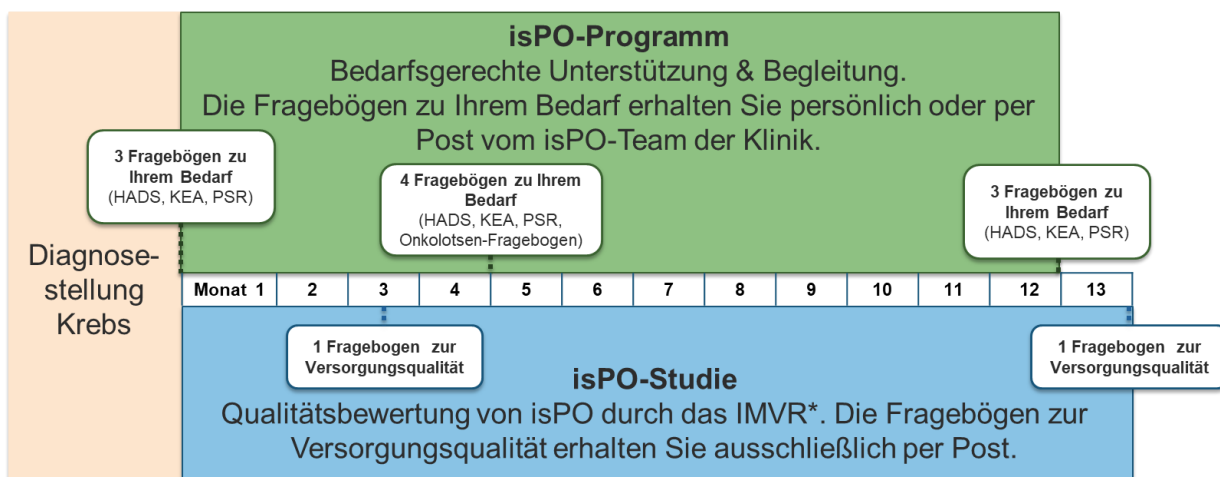 isPO-Programm
Bedarfsgerechte Unterstützung & Begleitung.
Die Fragebögen zu Ihrem Bedarf erhalten Sie persönlich oder per
Post vom isPO-Team der Klinik.
3 Fragebögen zu
Ihrem Bedarf
(HADS, KEA, PSR)
4 Fragebögen zu Ihrem
Bedarf
(HADS, KEA, PSR,
Onkolotsen-Fragebogen)
3 Fragebögen zu
Ihrem Bedarf
(HADS, KEA, PSR)
Diagnose-
stellung
Krebs
Monat 1 2 3 4 5 6 7 8 9 10 11 12 13
1 Fragebogen zur
Versorgungsqualität
1 Fragebogen zur
Versorgungsqualität
isPO-Studie
Qualitätsbewertung von isPO durch das IMVR*. Die Fragebögen zur
Versorgungsqualität erhalten Sie ausschließlich per Post.